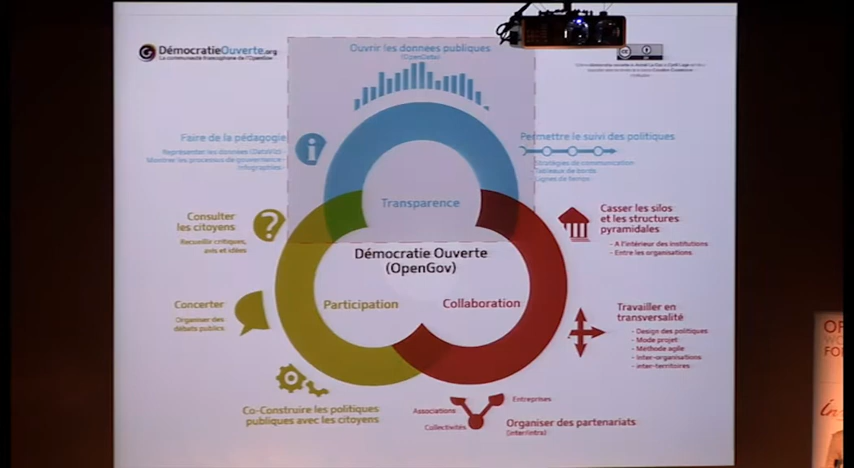 DémocratieOuverte.org
La communauté francophone de l'OpenGov
Ouvrir les données publiques
(OpenData)
Faire de la pédagogie
Représenter les données (DataViz)
Montrer les processus de gouvernance
Infographies
Permettre le suivi des politiques
Stratégies de communication
Tableaux de bords
Lignes de temps
Transparence
Consulter
les citoyens
Recueillir critiques,
avis et idées
Casser les silos
et les structures
pyramidales
- A l'intérieur des institutions
- Entre les organisations
Démocratie Ouverte
(OpenGov)
Participation
Collaboration
Concerter
Organiser des
débats publics
Travailler en
transversalité
- Design des politiques
- Mode projet
- Méthode agile
- Inter-organisations
- inter-territoires
Co-Construire les politiques
publiques avec les citoyens
Associations
Entreprises
Collectivités
Organiser des partenariats
(inter/intra)